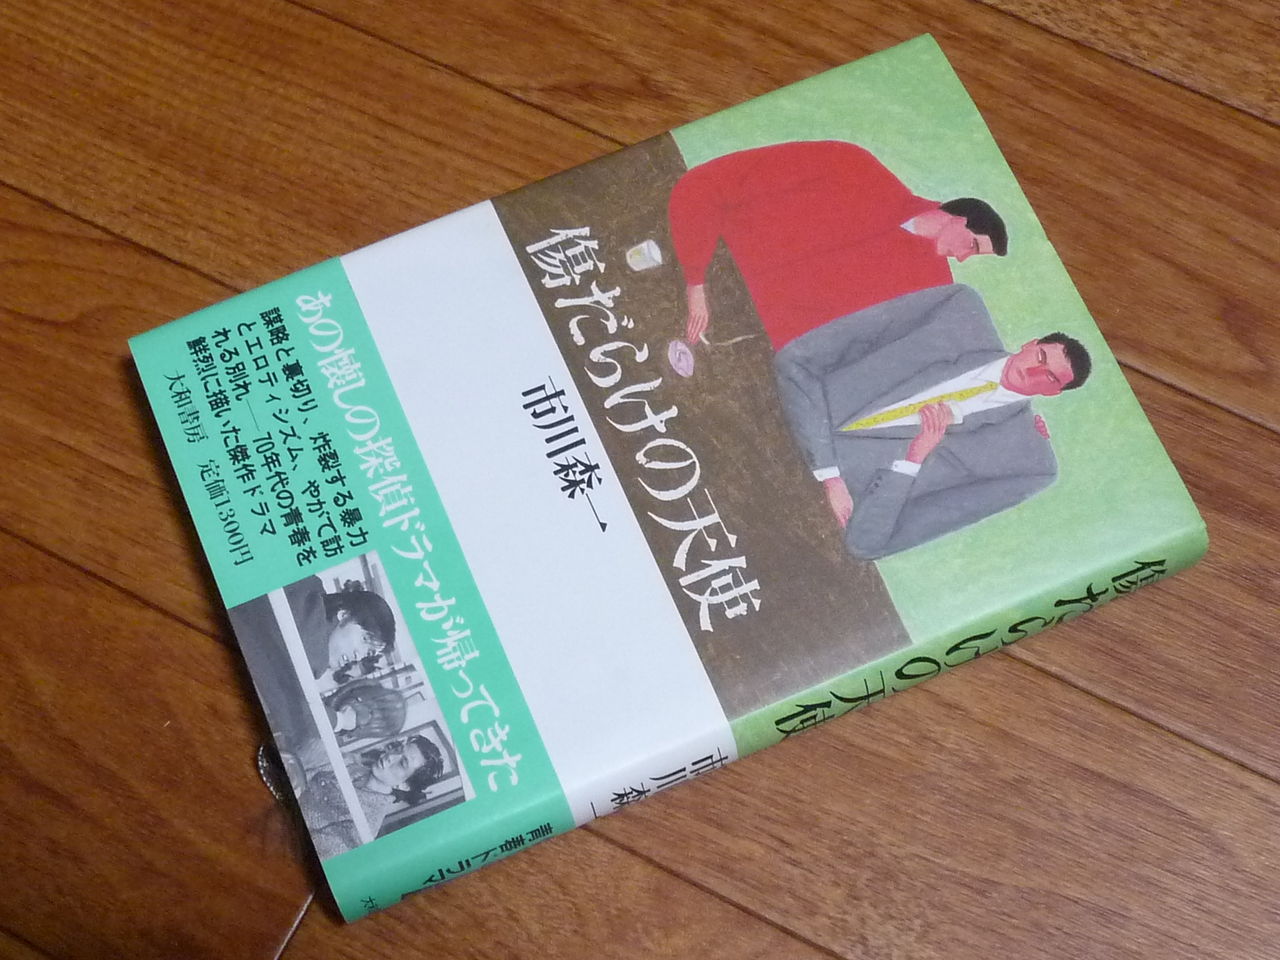 傷だらけの天使
市川森一
あの懐しの探偵ドラマが帰ってきた
謀略と裏切り、炸裂する暴力
とエロティシズム、やがて訪
れる別れ——70年代の青春を
鮮烈に描いた傑作ドラマ
大和書房 定価1300円
傷だらけの天使
市川森一
青春ドラマ